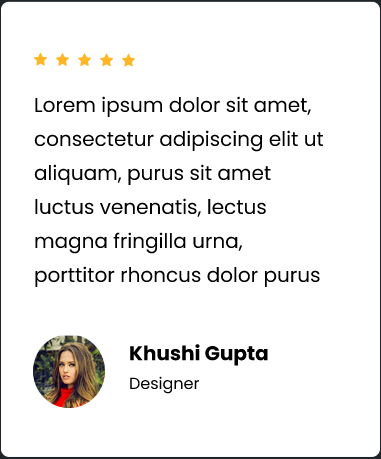 Lorem ipsum dolor sit amet,
consectetur adipiscing elit ut
aliquam, purus sit amet
luctus venenatis, lectus
magna fringilla urna,
porttitor rhoncus dolor purus
Khushi Gupta
Designer